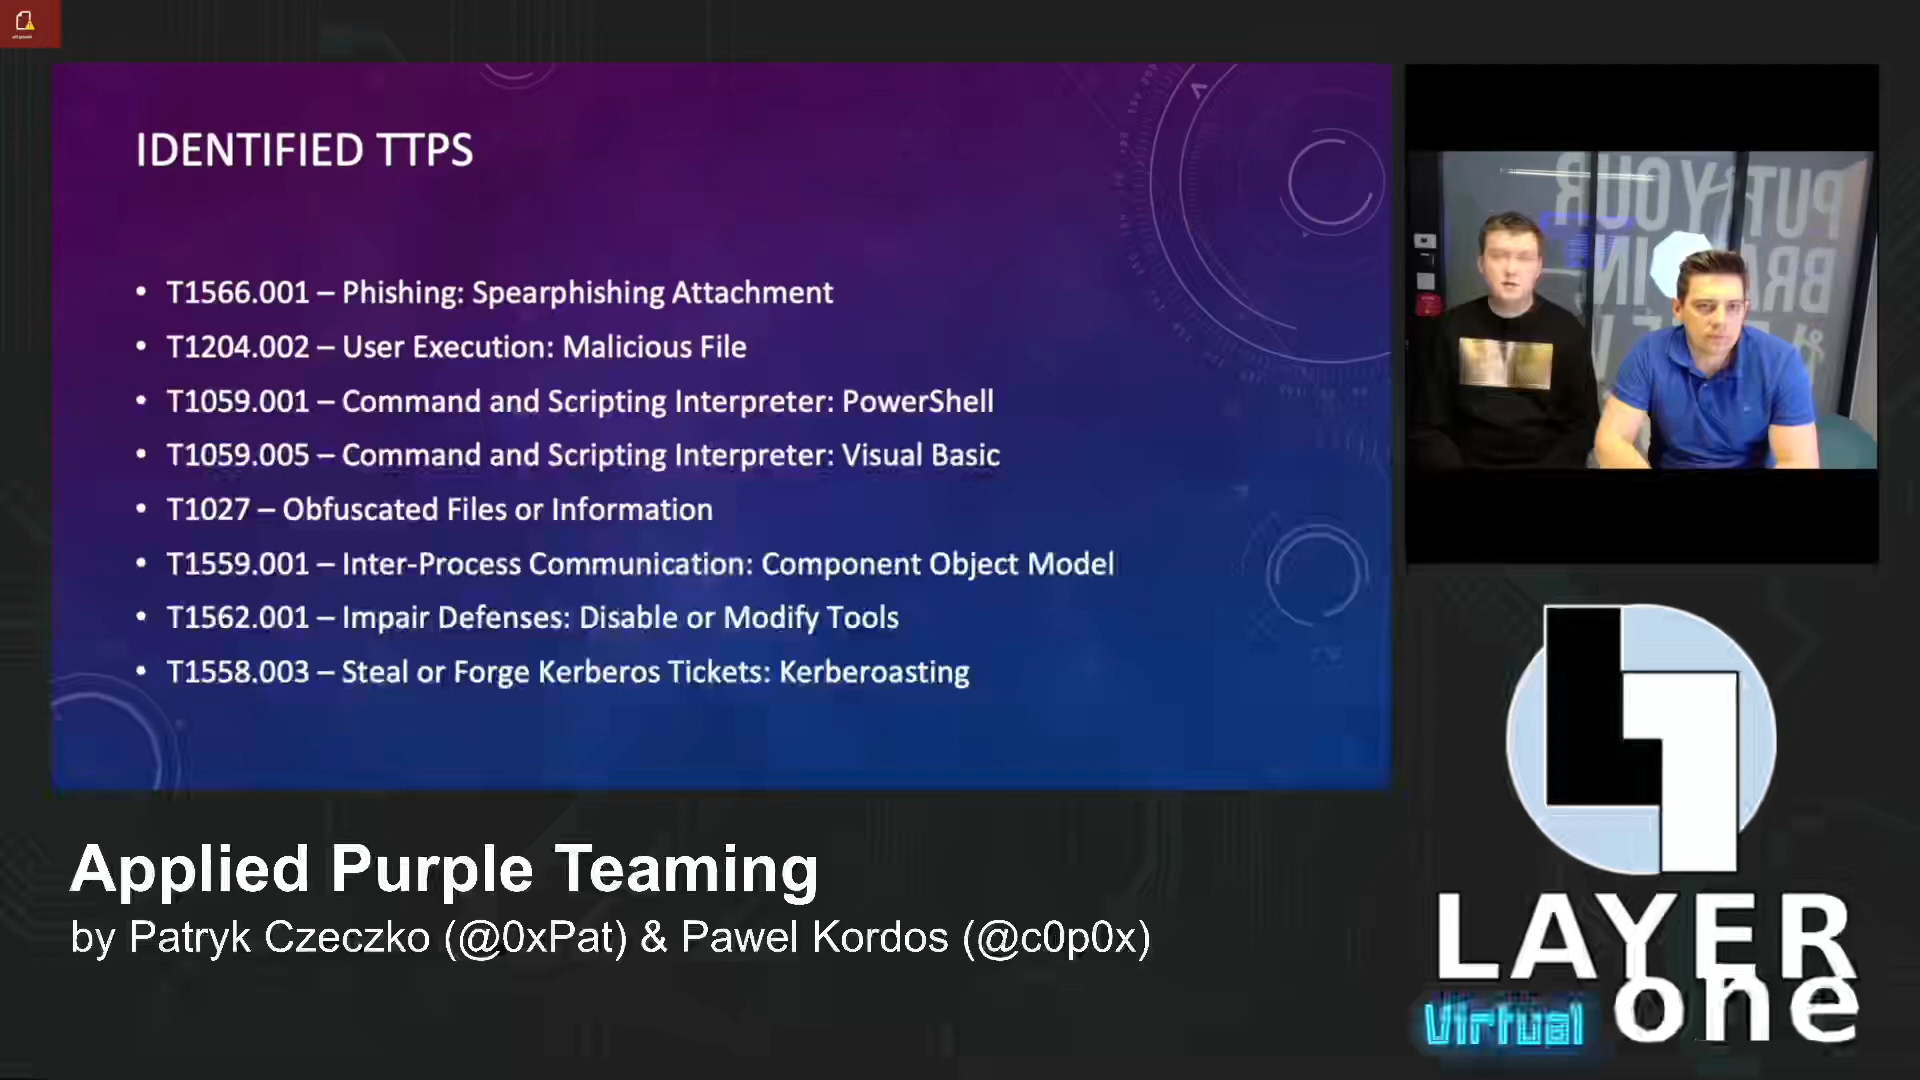 IDENTIFIED TTPS
• T1566.001 – Phishing: Spearphishing Attachment
• T1204.002 – User Execution: Malicious File
• T1059.001 – Command and Scripting Interpreter: PowerShell
• T1059.005 – Command and Scripting Interpreter: Visual Basic
• T1027 – Obfuscated Files or Information
• T1559.001 – Inter-Process Communication: Component Object Model
• T1562.001 – Impair Defenses: Disable or Modify Tools
• T1558.003 – Steal or Forge Kerberos Tickets: Kerberoasting
PUT YOUR
Applied Purple Teaming
by Patryk Czeczko (@0xPat) & Pawel Kordos (@c0p0x)
LAYER
one
Virtual